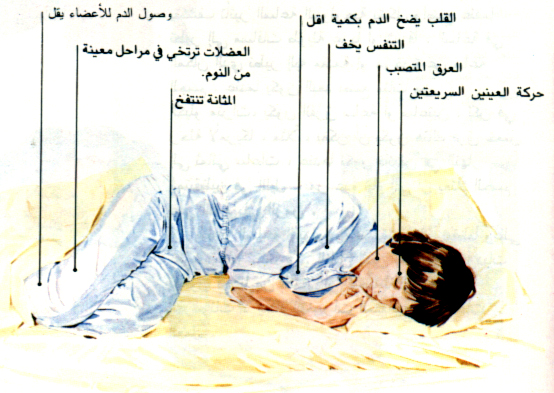 وصول الدم للأعضاء يقل
القلب يضخ الدم بكمية اقل
العضلات ترتخي في مراحل معينة
من النوم.
التنفس يخف
العرق المتصبب
المثانة تنتفخ
حركة العينين السريعتين